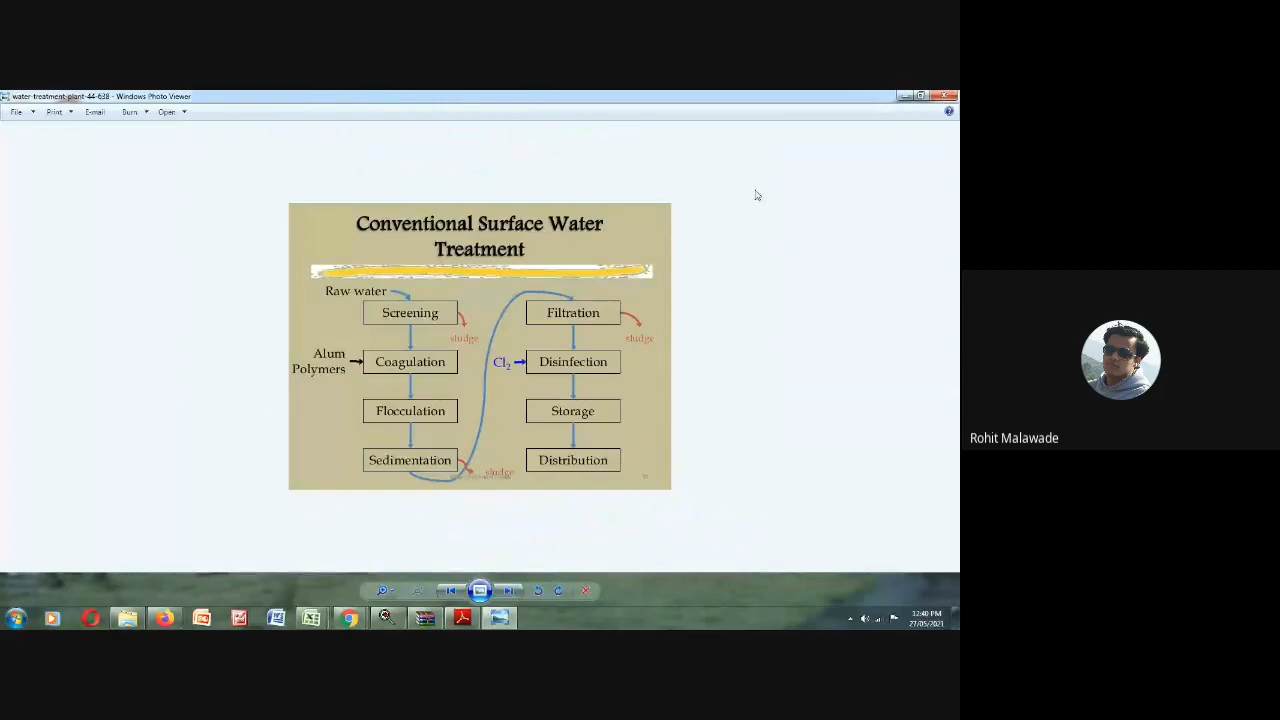 water-treatment-plant-44-638 - Windows Photo Viewer
File Print E-mail Burn Open
Conventional Surface Water
Treatment
Raw water
Screening
sludge
Alum
Polymers
Coagulation
Flocculation
Sedimentation
sludge
Filtration
sludge
Cl₂
Disinfection
Storage
Distribution
Rohit Malawade
12:40 PM
27/05/2021